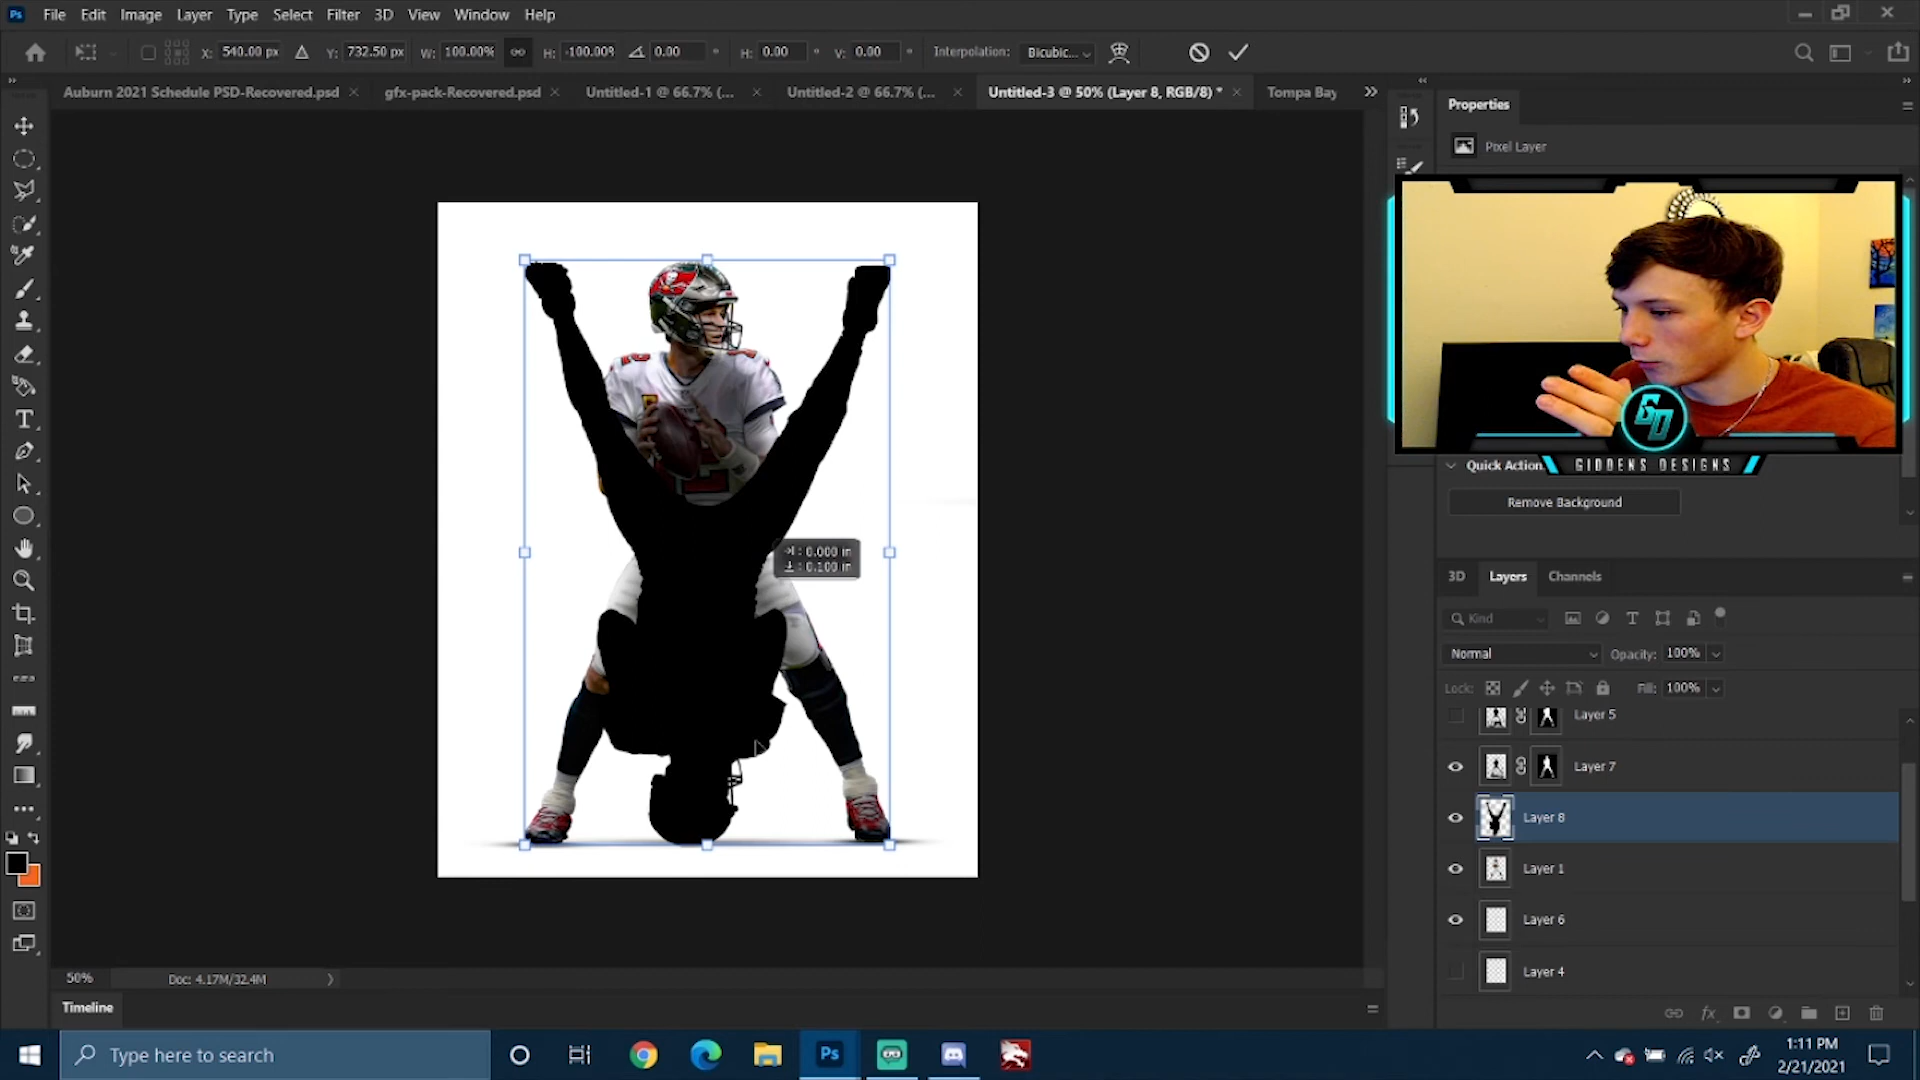 Ps File Edit Image Layer Type Select Filter 3D View Window Help
X: 540.00 px Y: 732.50 px W: 100.00% H: -100.00% 0.00 ° H: 0.00 ° V: 0.00 ° Interpolation: Bicubic...
Auburn 2021 Schedule PSD-Recovered.psd × gfx-pack-Recovered.psd × Untitled-1 @ 66.7% (... × Untitled-2 @ 66.7% (... × Untitled-3 @ 50% (Layer 8, RGB/8) * × Tompa Bay
Properties
Pixel Layer
GD
GIDDENS DESIGNS
Quick Action
Remove Background
: 0.000 in
: 0.100 in
3D Layers Channels
Kind
Normal Opacity: 100%
Lock: Fill: 100%
Layer 5
Layer 7
Layer 8
Layer 1
Layer 6
Layer 4
50% Doc: 4.17M/32.4M
Timeline
Type here to search
Ps
1:11 PM
2/21/2021